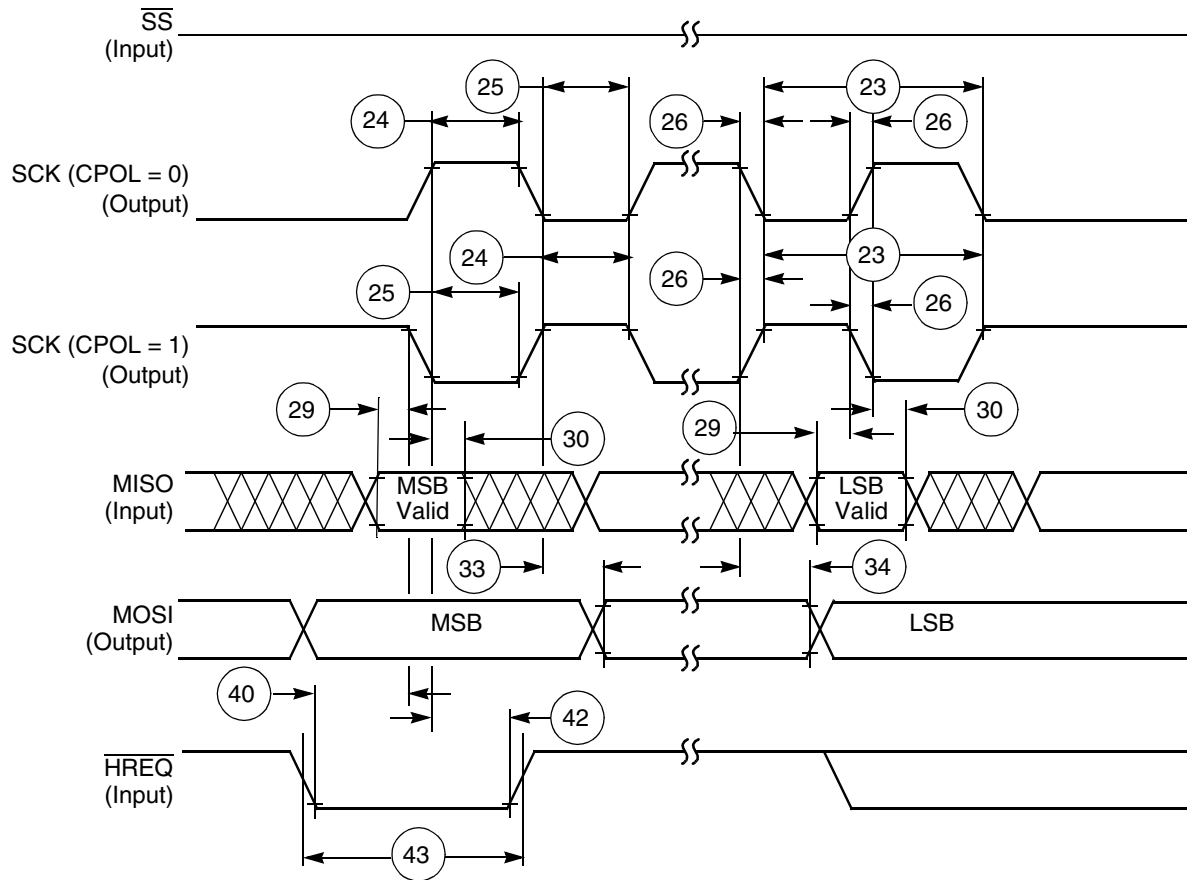 SS
(Input)
25
23
24
26
26
SCK (CPOL = 0)
(Output)
24
23
26
25
26
SCK (CPOL = 1)
(Output)
29
30
29
30
MISO
(Input)
MSB
Valid
LSB
Valid
33
34
MOSI
(Output)
MSB
LSB
40
42
HREQ
(Input)
43